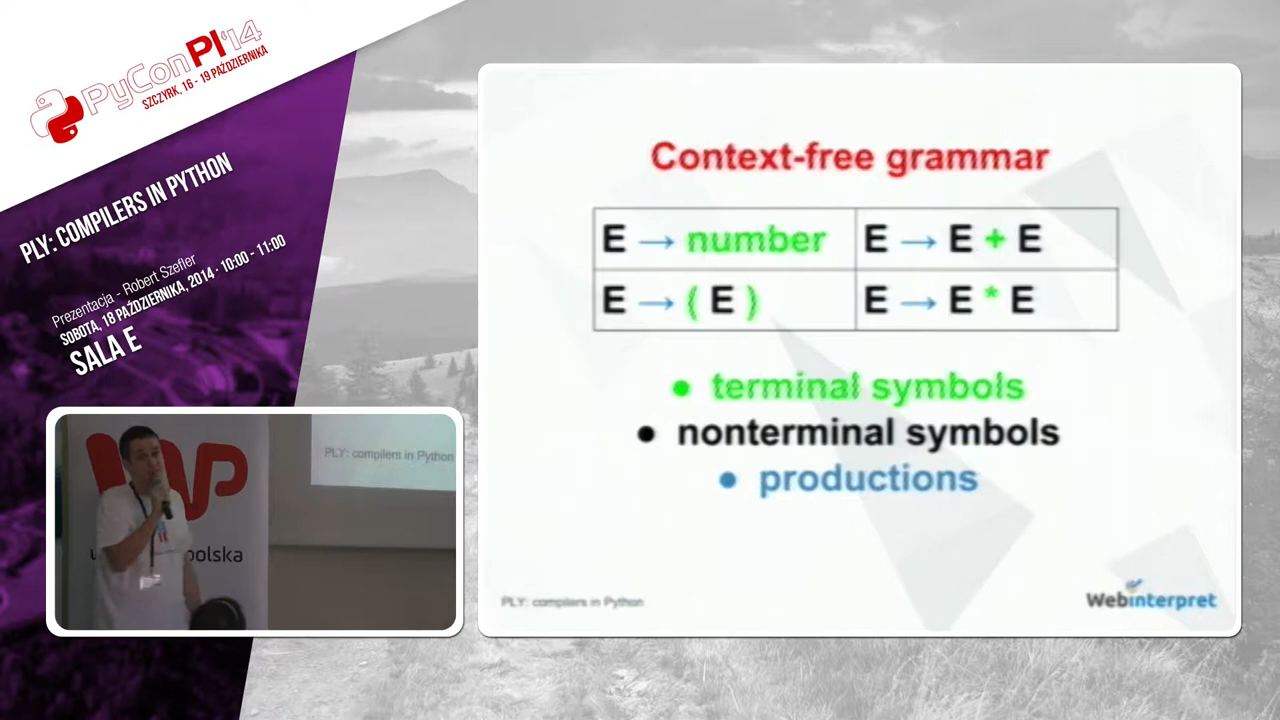 PyConPl'14
SZCZYRK, 16 - 19 PAŹDZIERNIKA
PLY: COMPILERS IN PYTHON
Prezentacja - Robert Szefler
SOBOTA, 18 PAŹDZIERNIKA, 2014 · 10:00 - 11:00
SALA E
PLY: compilers in Python
polska
Context-free grammar
E → number
E → E + E
E → ( E )
E → E * E
● terminal symbols
● nonterminal symbols
● productions
PLY: compilers in Python
Webinterpret